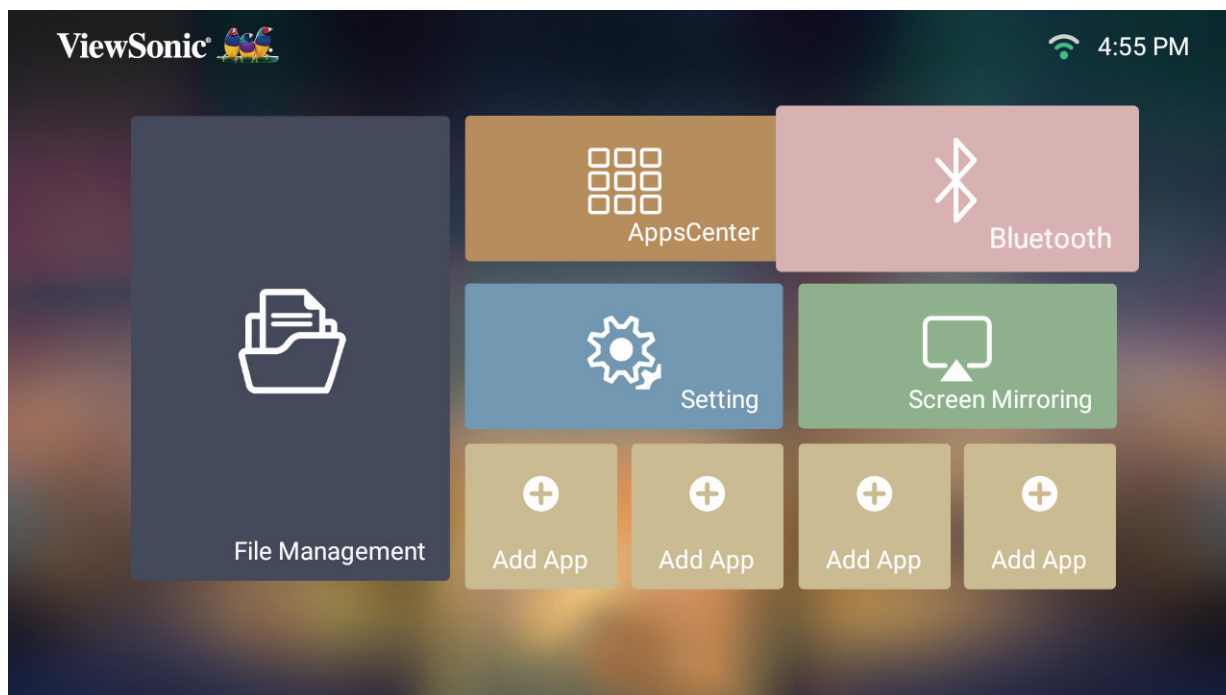 ViewSonic®
4:55 PM
AppsCenter
Bluetooth
Setting
Screen Mirroring
File Management
Add App
Add App
Add App
Add App